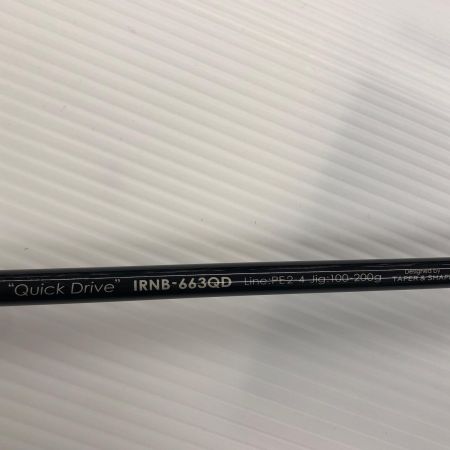 "Quick Drive" IRNB-663QD Line:PE2-4 Jig:100-200g
Designed by
TAPER & SHAPE